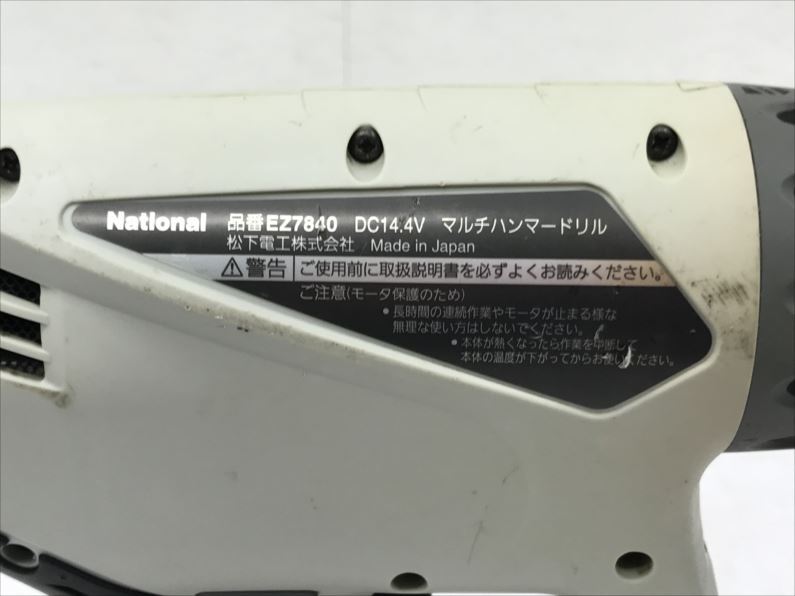 National 品番EZ7840 DC14.4V マルチハンマードリル
松下電工株式会社 Made in Japan
⚠警告 ご使用前に取扱説明書を必ずよくお読みください。
ご注意(モータ保護のため)
●長時間の連続作業やモータが止まる様な
無理な使い方はしないでください。
●本体が熱くなったら作業を中断して
本体の温度が下がってからお使いください。